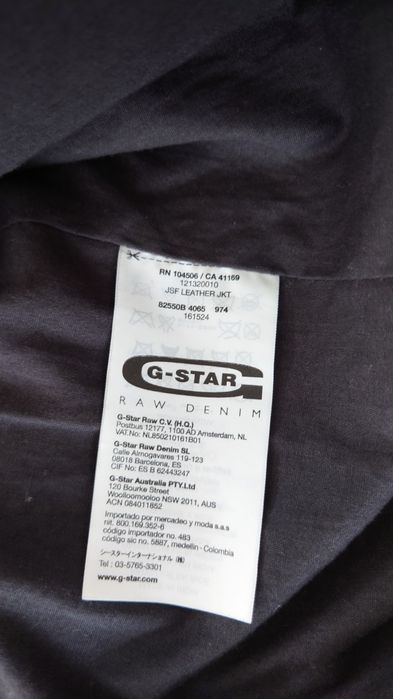 RN 104506 / CA 41169
121320010
JSF LEATHER JKT
82550B 4065 974
161524
G-STAR
RAW DENIM
G-Star Raw C.V. (H.Q.)
Postbus 12177, 1100 AD Amsterdam, NL
VAT.No: NL850210161B01
G-Star Raw Denim SL
Calle Almogavares 119-123
08018 Barcelona, ES
CIF No: ES B 62443247
G-Star Australia PTY.Ltd
120 Bourke Street
Woolloomooloo NSW 2011, AUS
ACN 084011852
Importado por mercadeo y moda s.a.s
nit. 800.169.352-6
código importador no. 483
código sic no. 5887, medellin - Colombia
シースターインターナショナル (株)
Tel : 03-5765-3301
www.g-star.com